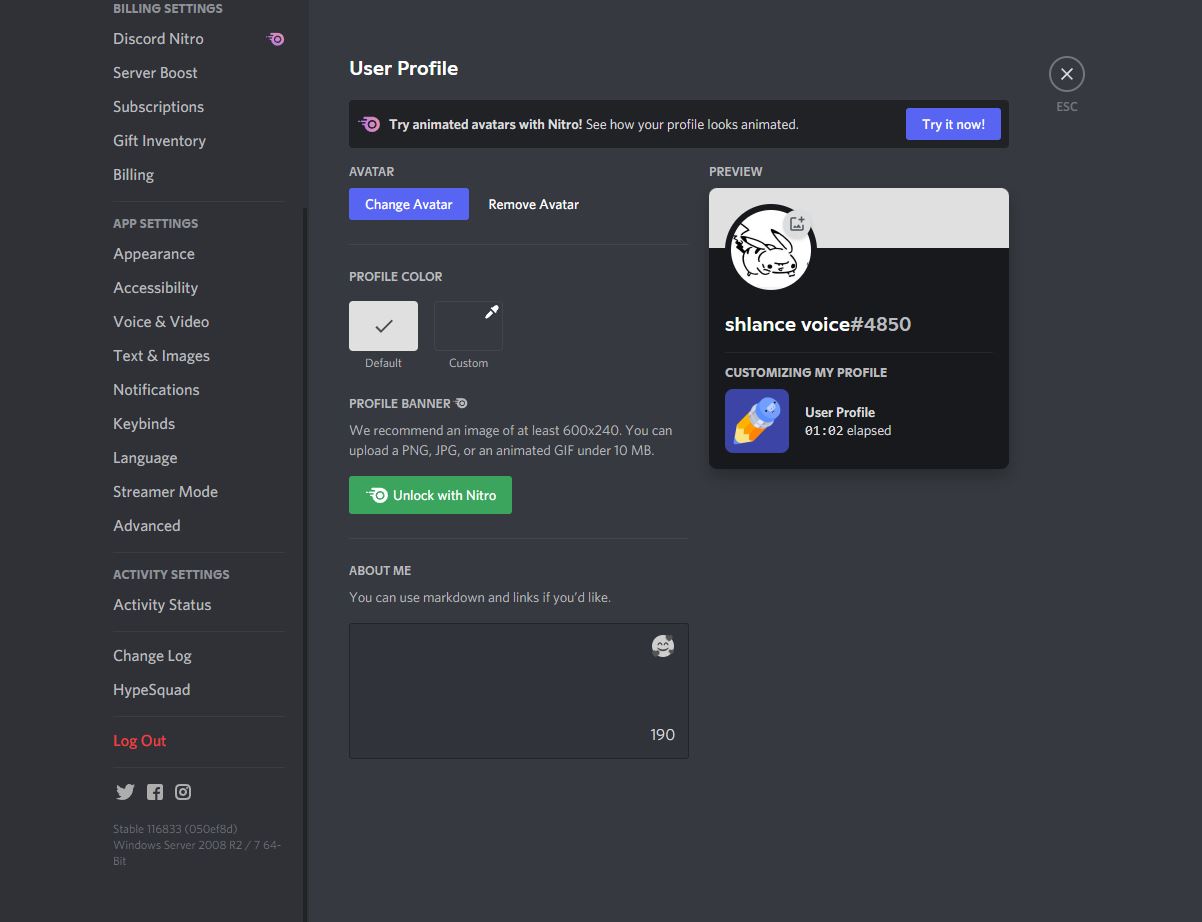 BILLING SETTINGS
Discord Nitro
Server Boost
Subscriptions
Gift Inventory
Billing
APP SETTINGS
Appearance
Accessibility
Voice & Video
Text & Images
Notifications
Keybinds
Language
Streamer Mode
Advanced
ACTIVITY SETTINGS
Activity Status
Change Log
HypeSquad
Log Out
Stable 116833 (050ef8d)
Windows Server 2008 R2 / 7 64-
Bit
User Profile
ESC
Try animated avatars with Nitro! See how your profile looks animated.
Try it now!
AVATAR
Change Avatar
Remove Avatar
PROFILE COLOR
Default
Custom
PROFILE BANNER
We recommend an image of at least 600x240. You can
upload a PNG, JPG, or an animated GIF under 10 MB.
Unlock with Nitro
ABOUT ME
You can use markdown and links if you'd like.
190
PREVIEW
shlance voice#4850
CUSTOMIZING MY PROFILE
User Profile
01:02 elapsed